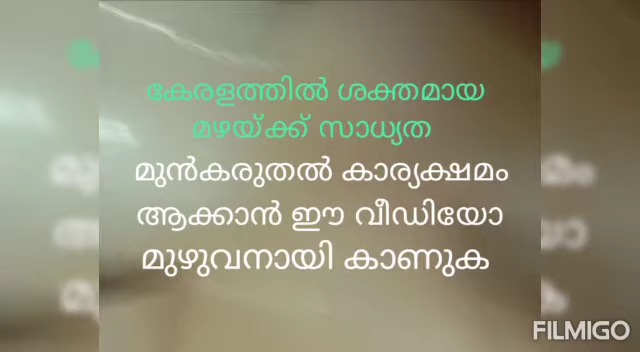 കേരളത്തിൽ ശക്തമായ
മഴയ്ക്ക് സാധ്യത
മുൻകരുതൽ കാര്യക്ഷമം
ആക്കാൻ ഈ വീഡിയോ
മുഴുവനായി കാണുക
FILMIGO